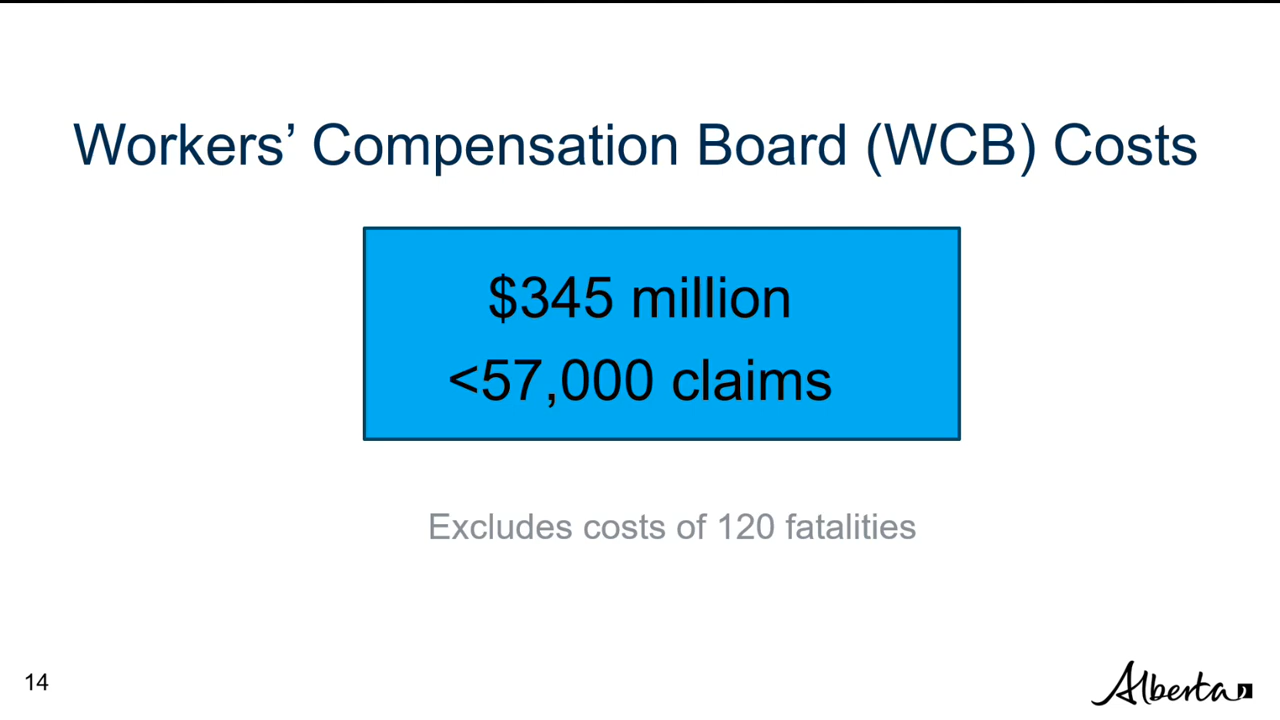 Workers’ Compensation Board (WCB) Costs
$345 million
<57,000 claims
Excludes costs of 120 fatalities
14
Alberta